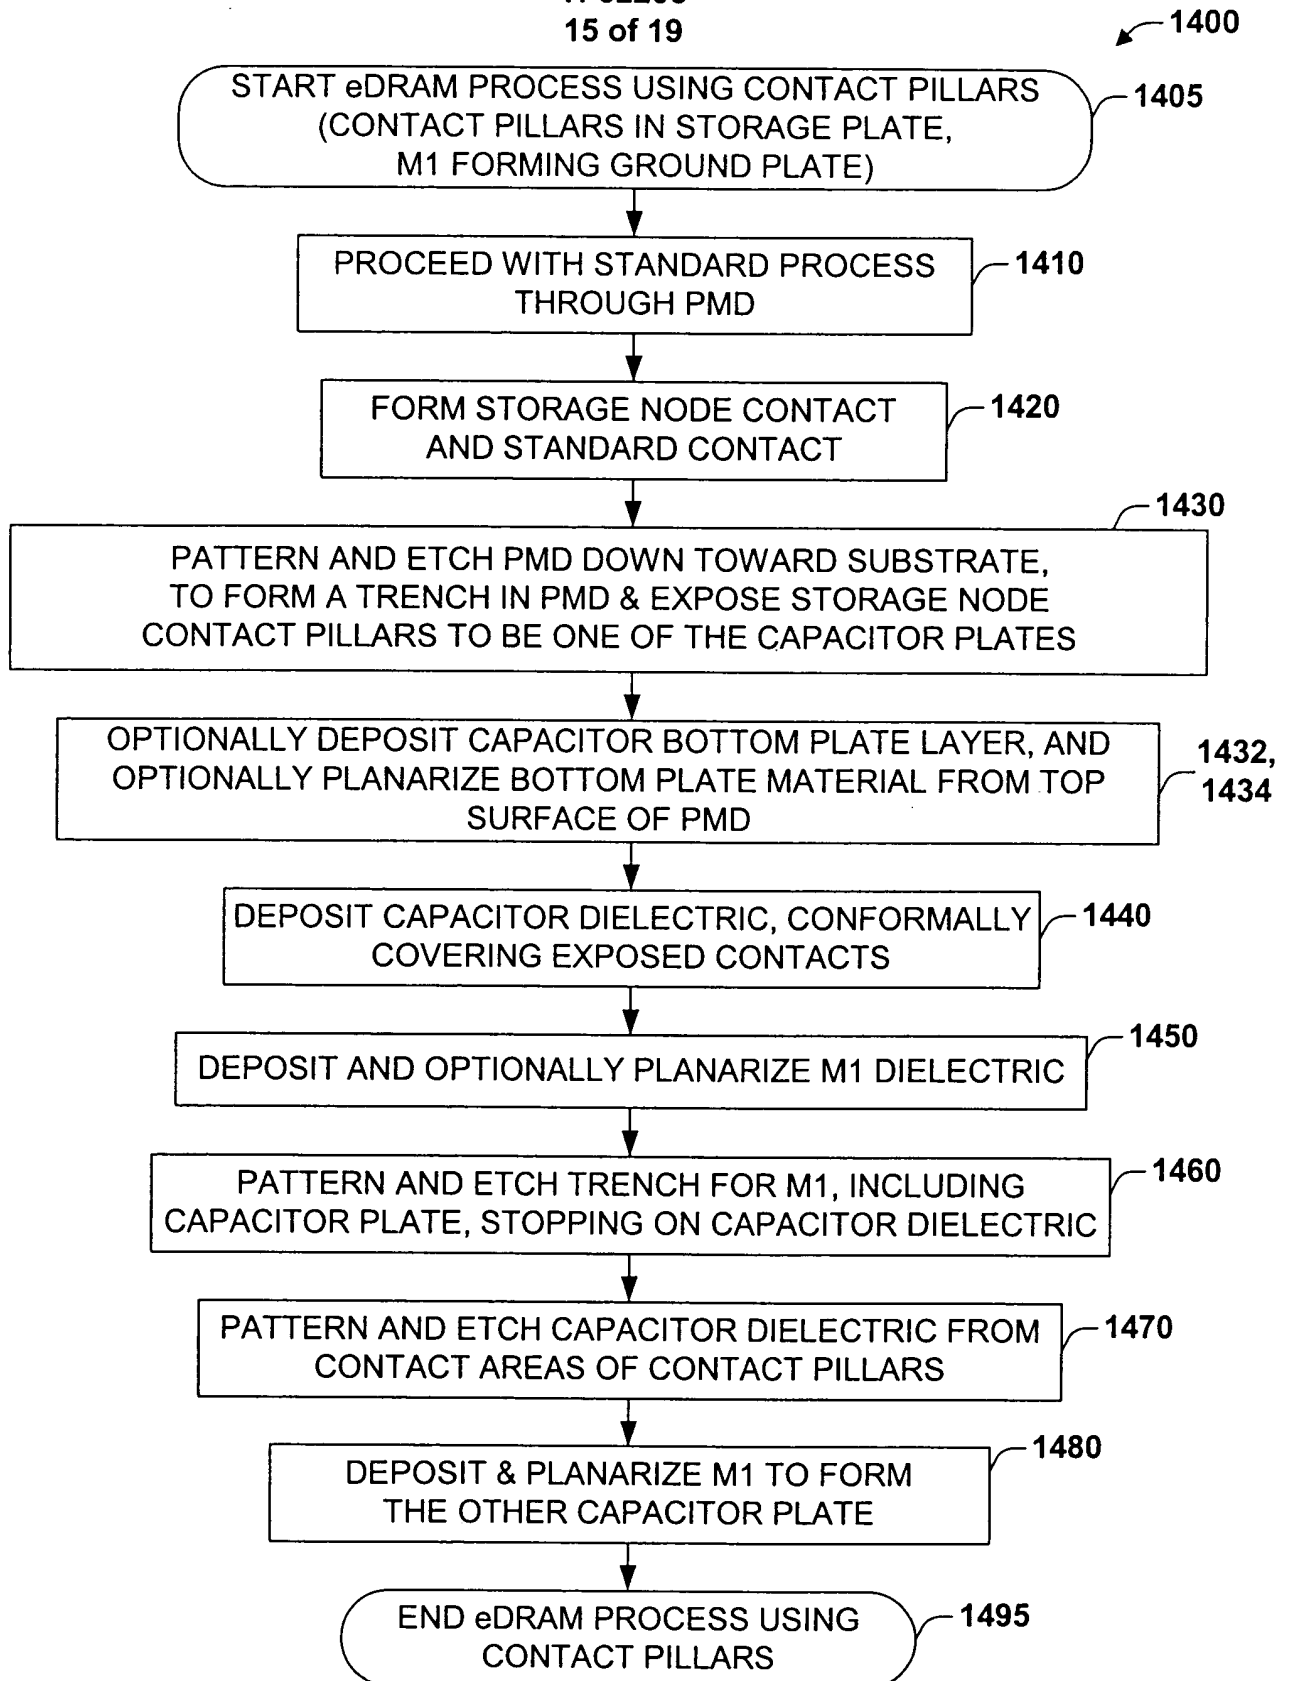 15 of 19
1400
START eDRAM PROCESS USING CONTACT PILLARS
(CONTACT PILLARS IN STORAGE PLATE,
M1 FORMING GROUND PLATE)
1405
PROCEED WITH STANDARD PROCESS
THROUGH PMD
1410
FORM STORAGE NODE CONTACT
AND STANDARD CONTACT
1420
1430
PATTERN AND ETCH PMD DOWN TOWARD SUBSTRATE,
TO FORM A TRENCH IN PMD & EXPOSE STORAGE NODE
CONTACT PILLARS TO BE ONE OF THE CAPACITOR PLATES
OPTIONALLY DEPOSIT CAPACITOR BOTTOM PLATE LAYER, AND
OPTIONALLY PLANARIZE BOTTOM PLATE MATERIAL FROM TOP
SURFACE OF PMD
1432,
1434
DEPOSIT CAPACITOR DIELECTRIC, CONFORMALLY
COVERING EXPOSED CONTACTS
1440
DEPOSIT AND OPTIONALLY PLANARIZE M1 DIELECTRIC
1450
PATTERN AND ETCH TRENCH FOR M1, INCLUDING
CAPACITOR PLATE, STOPPING ON CAPACITOR DIELECTRIC
1460
PATTERN AND ETCH CAPACITOR DIELECTRIC FROM
CONTACT AREAS OF CONTACT PILLARS
1470
DEPOSIT & PLANARIZE M1 TO FORM
THE OTHER CAPACITOR PLATE
1480
END eDRAM PROCESS USING
CONTACT PILLARS
1495